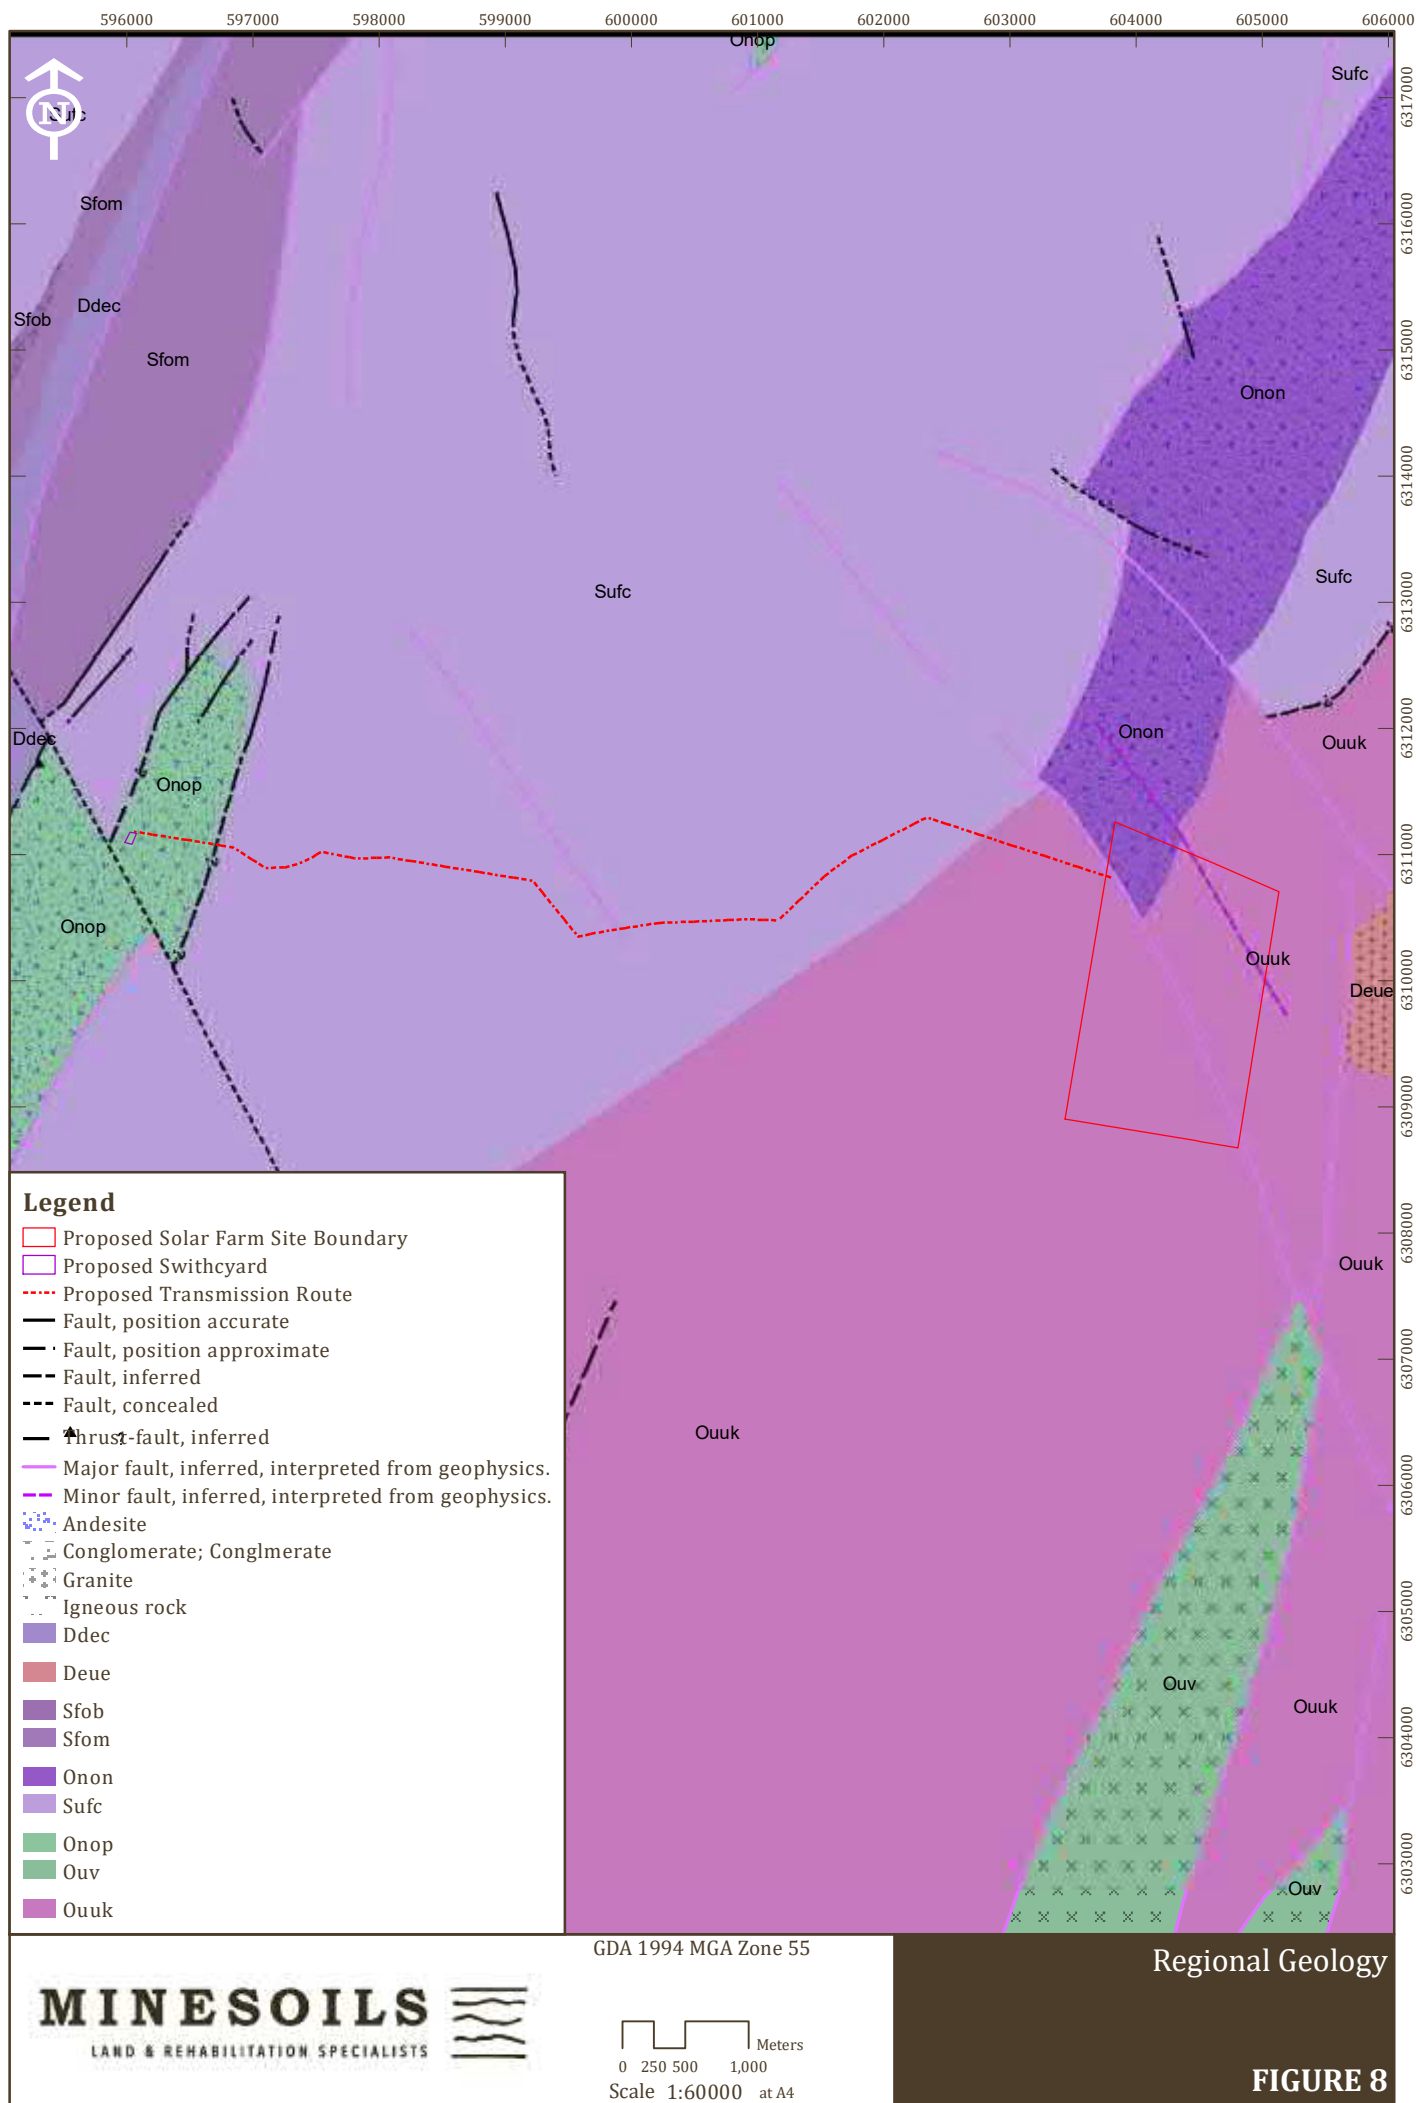 596000 597000 598000 599000 600000 601000 602000 603000 604000 605000 606000
Onop
Sufc
6317000
N
Sufc
Sfom
6316000
Ddec
Sfob
6315000
Sfom
Onon
6314000
Sufc
Sufc
6313000
Onon
6312000
Ddec
Ouuk
Onop
6311000
Onop
Ouuk
6310000
Deue
6309000
6308000
Ouuk
6307000
Ouuk
6306000
6305000
Ouv
Ouuk
6304000
6303000
Ouv
Legend
Proposed Solar Farm Site Boundary
Proposed Swithcyard
Proposed Transmission Route
Fault, position accurate
Fault, position approximate
Fault, inferred
Fault, concealed
Thrust-fault, inferred
Major fault, inferred, interpreted from geophysics.
Minor fault, inferred, interpreted from geophysics.
Andesite
Conglomerate; Conglmerate
Granite
Igneous rock
Ddec
Deue
Sfob
Sfom
Onon
Sufc
Onop
Ouv
Ouuk
MINESOILS
LAND & REHABILITATION SPECIALISTS
GDA 1994 MGA Zone 55
Meters
0 250 500 1,000
Scale 1:60000 at A4
Regional Geology
FIGURE 8